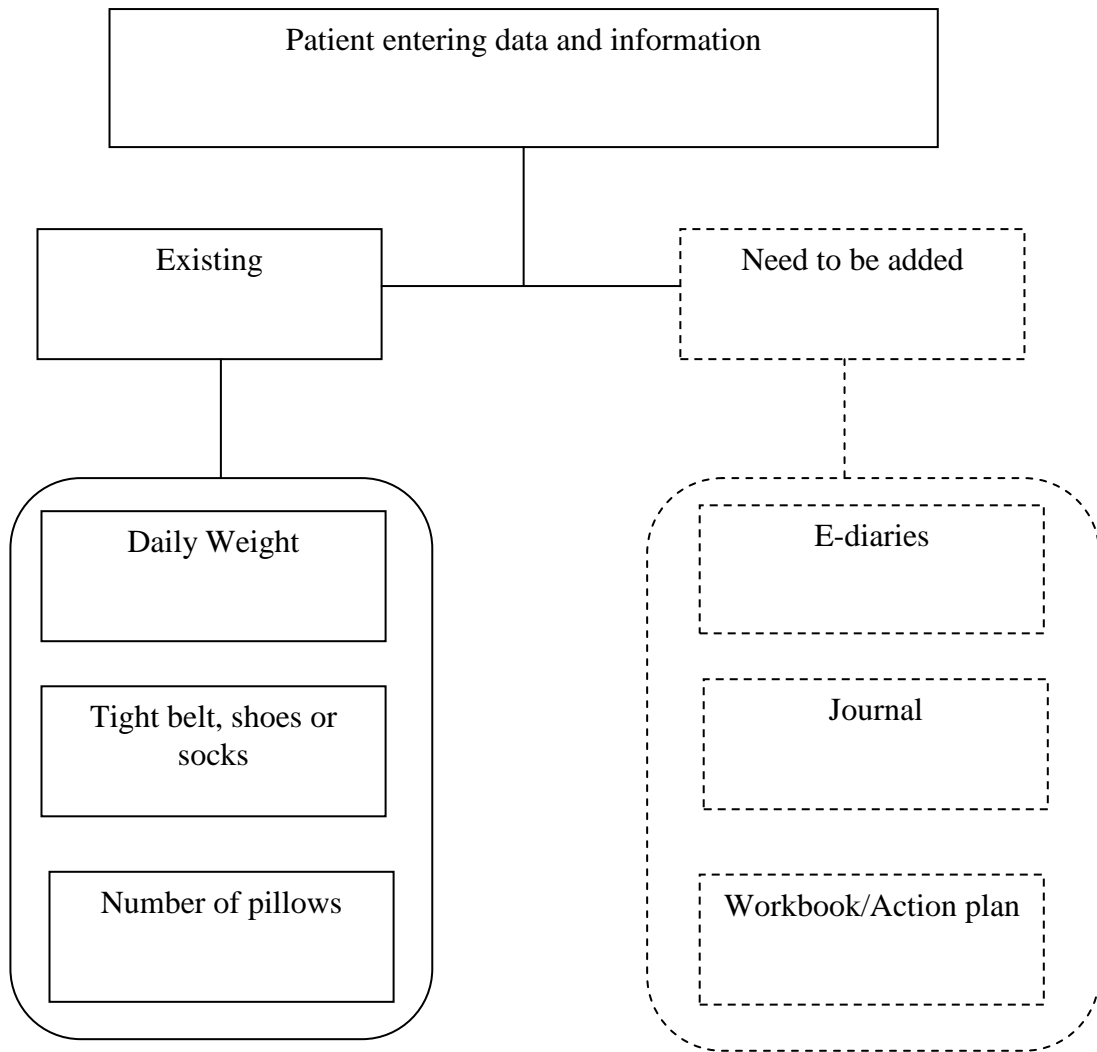 Patient entering data and information
Existing
Need to be added
Daily Weight
Tight belt, shoes or
socks
Number of pillows
E-diaries
Journal
Workbook/Action plan